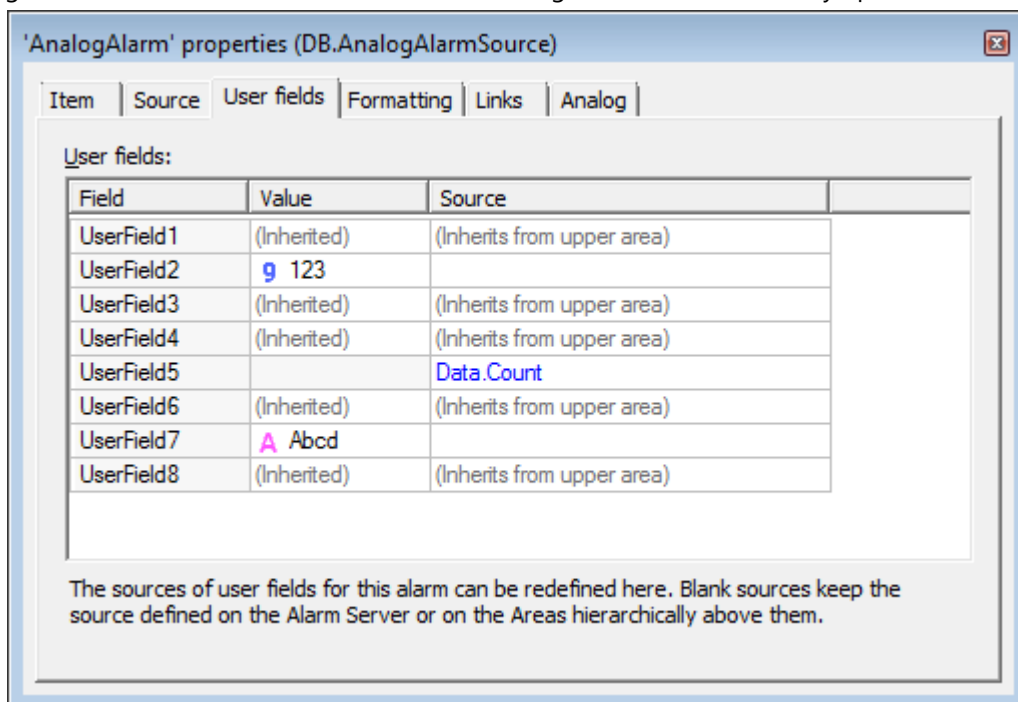 'AnalogAlarm' properties (DB.AnalogAlarmSource)
Item Source User fields Formatting Links Analog
User fields:
Field Value Source
UserField1 (Inherited) (Inherits from upper area)
UserField2 9 123
UserField3 (Inherited) (Inherits from upper area)
UserField4 (Inherited) (Inherits from upper area)
UserField5 Data.Count
UserField6 (Inherited) (Inherits from upper area)
UserField7 A Abcd
UserField8 (Inherited) (Inherits from upper area)
The sources of user fields for this alarm can be redefined here. Blank sources keep the
source defined on the Alarm Server or on the Areas hierarchically above them.